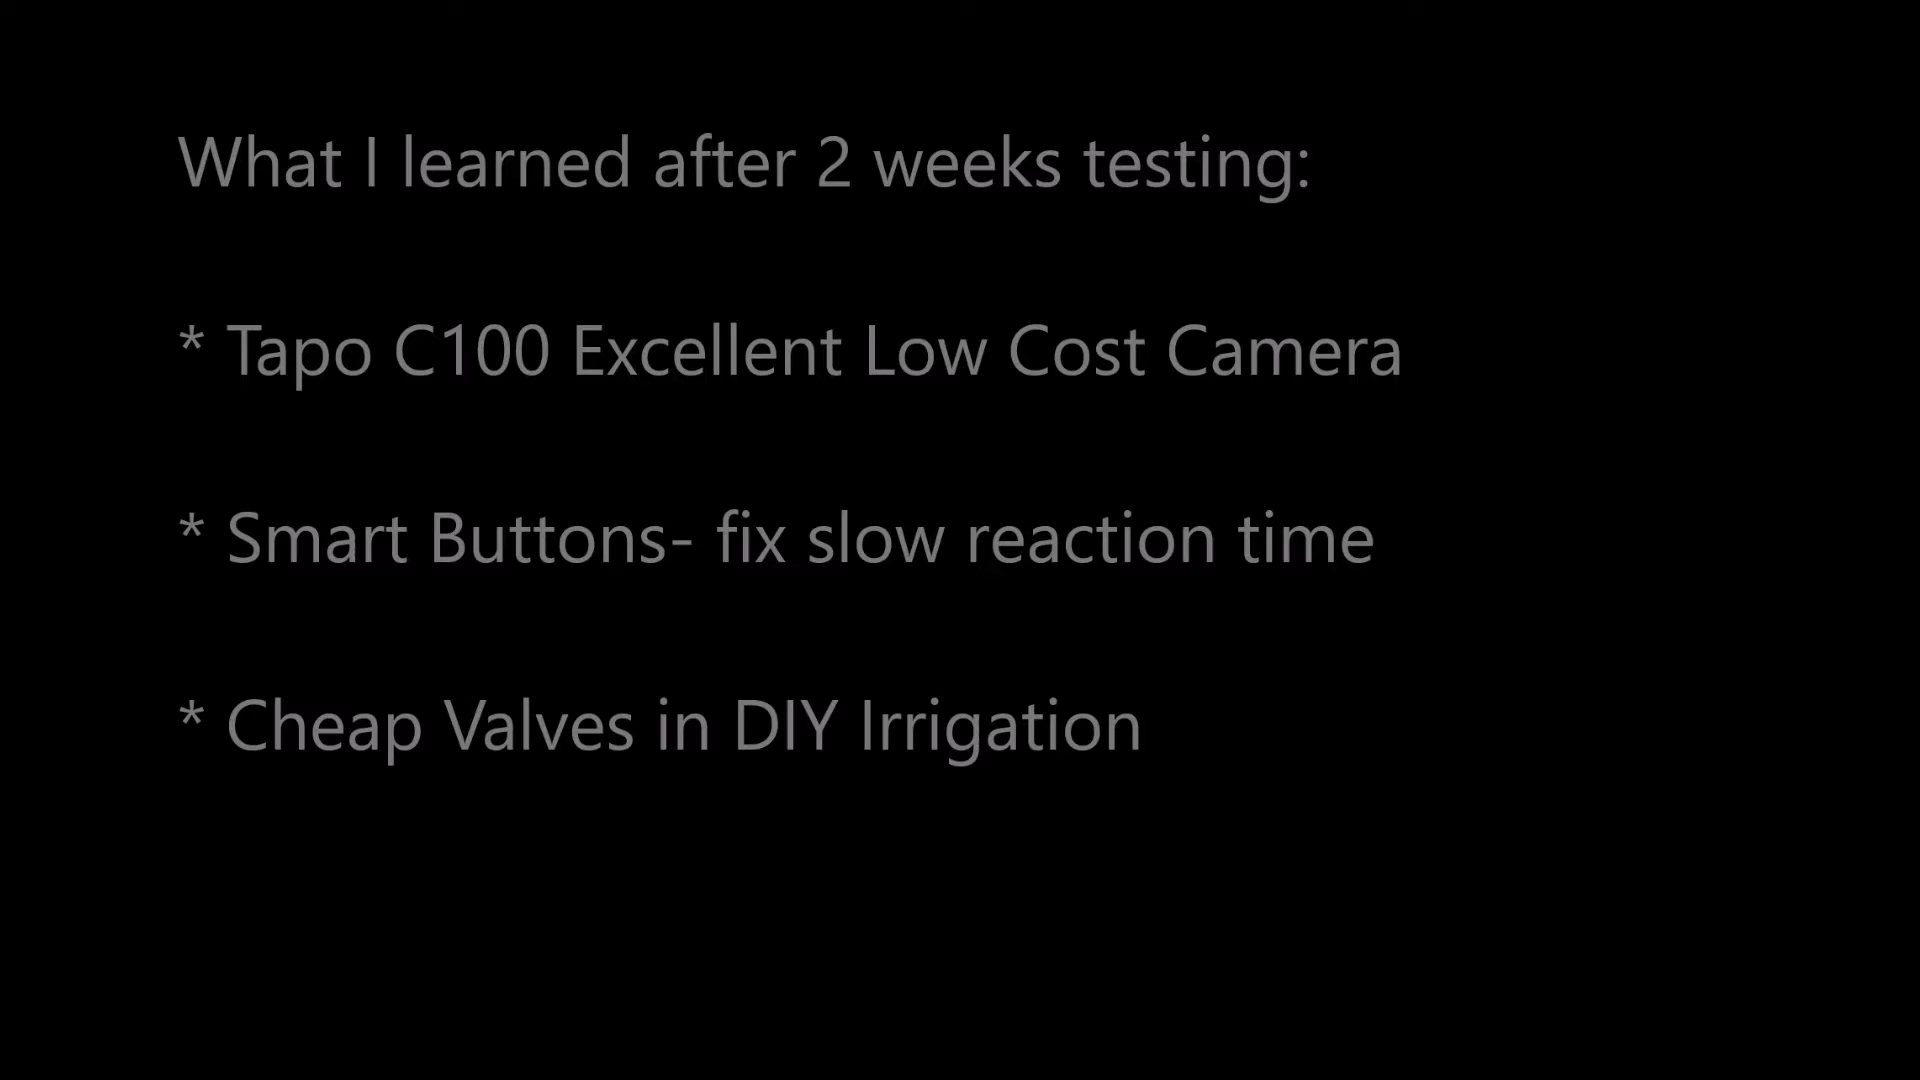 What I learned after 2 weeks testing:
* Tapo C100 Excellent Low Cost Camera
* Smart Buttons- fix slow reaction time
* Cheap Valves in DIY Irrigation